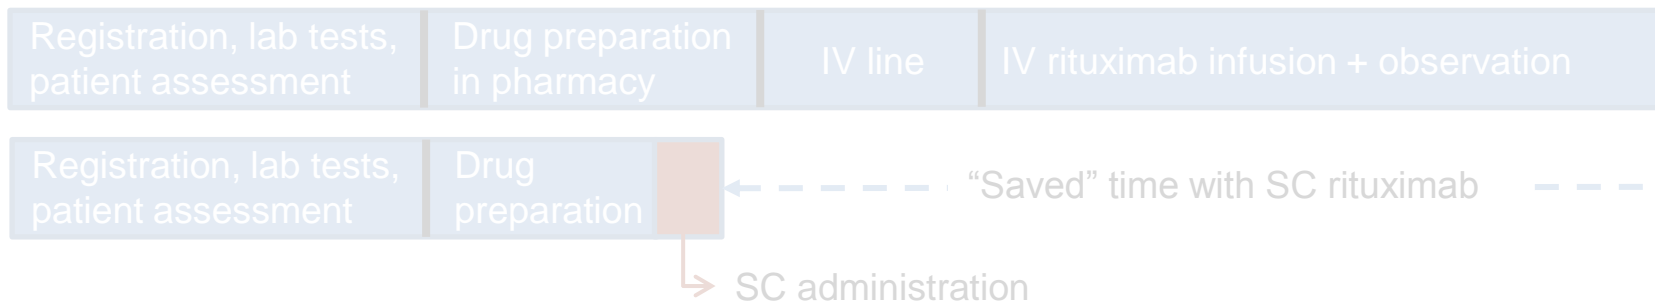 Registration, lab tests,
patient assessment
Drug preparation
in pharmacy
IV line
IV rituximab infusion + observation
Registration, lab tests,
patient assessment
Drug
preparation
“Saved” time with SC rituximab
SC administration